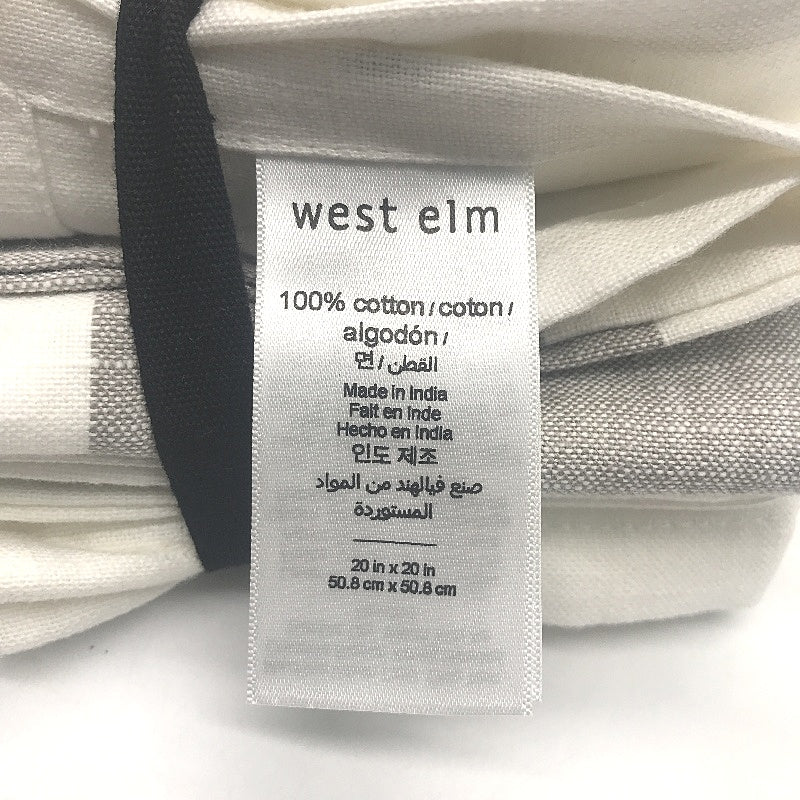 west elm
100% cotton / coton /
algodón /
면 / القطن
Made in India
Fait en Inde
Hecho en India
인도 제조
صنع فيالهند من المواد
المستوردة
20 in x 20 in
50.8 cm x 50.8 cm